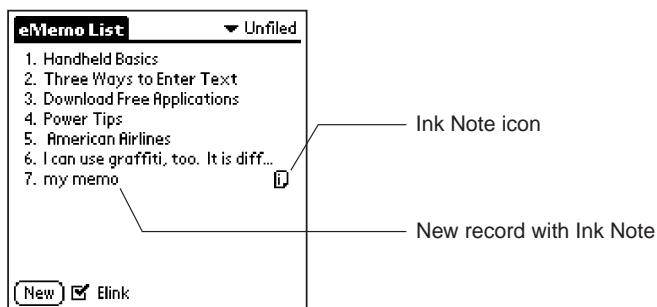 eMemo List
Unfiled
1. Handheld Basics
2. Three Ways to Enter Text
3. Download Free Applications
4. Power Tips
5. American Airlines
6. I can use graffiti, too. It is diff...
7. my memo
Ink Note icon
New record with Ink Note
New
Elink